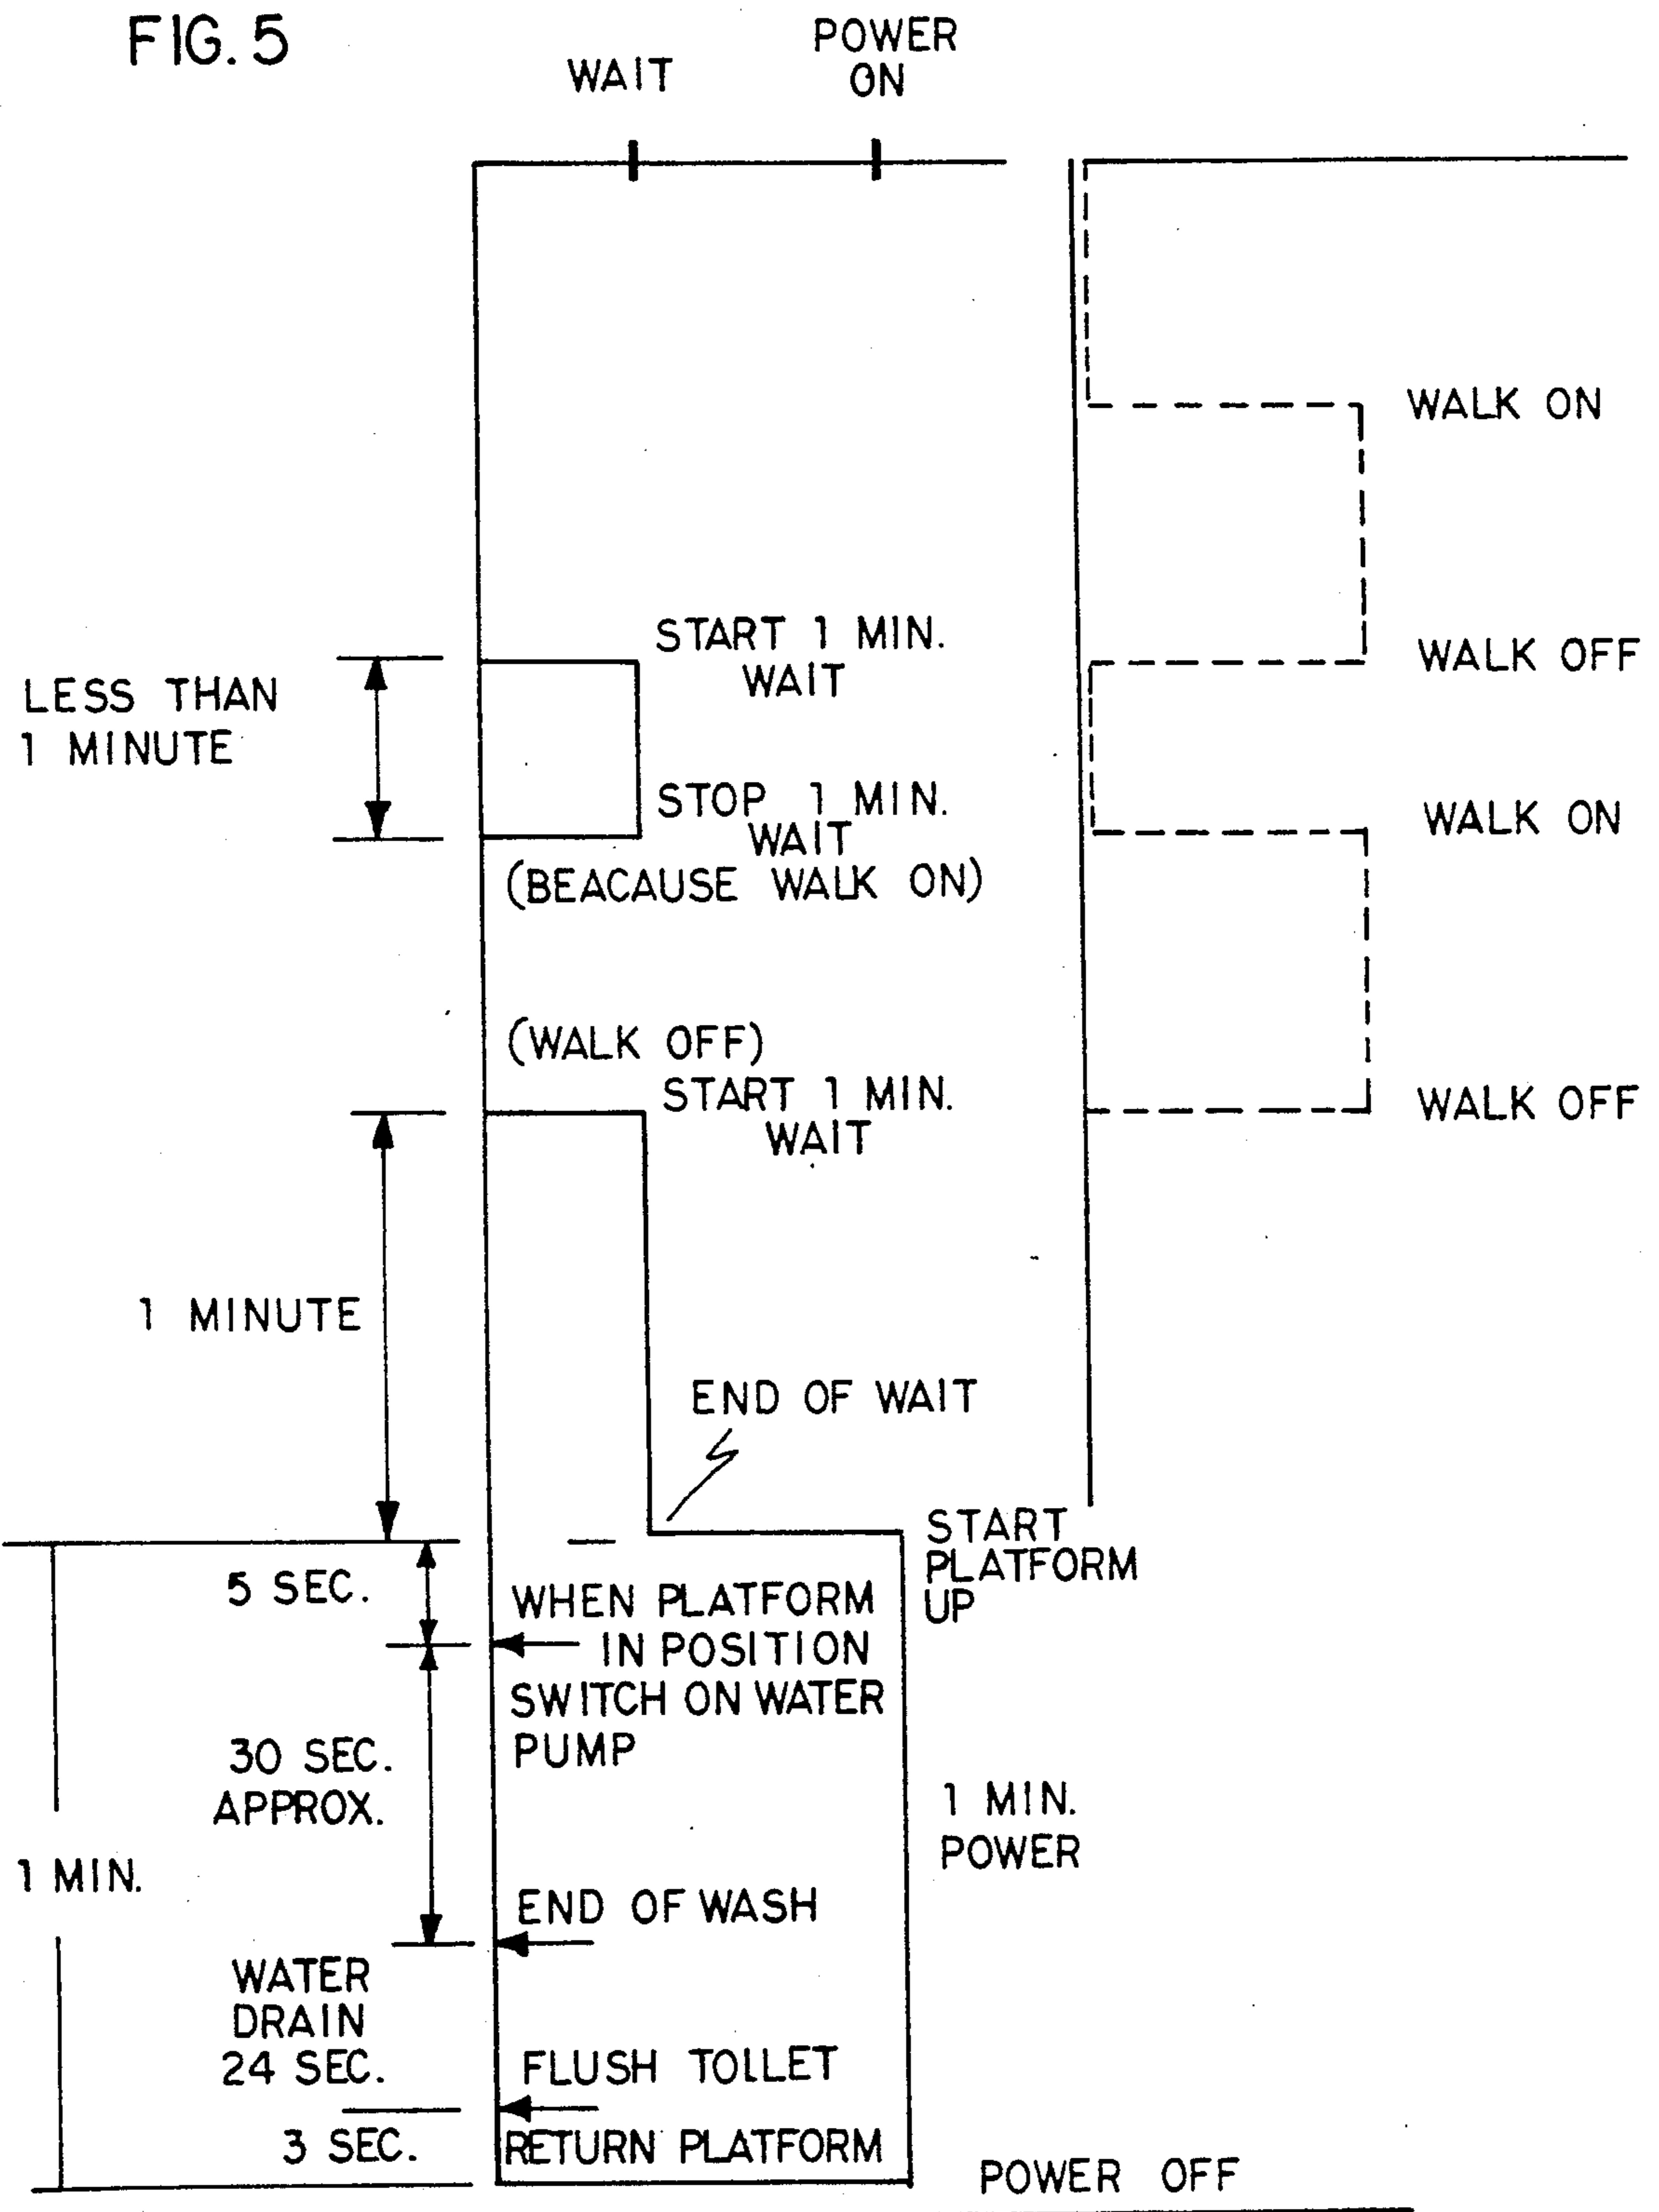 FIG. 5
WAIT
POWER
ON
WALK ON
START 1 MIN.
WAIT
WALK OFF
LESS THAN
1 MINUTE
STOP 1 MIN.
WAIT
(BEACAUSE WALK ON)
WALK ON
(WALK OFF)
START 1 MIN.
WAIT
WALK OFF
1 MINUTE
END OF WAIT
START
PLATFORM
UP
5 SEC.
WHEN PLATFORM
IN POSITION
SWITCH ON WATER
PUMP
30 SEC.
APPROX.
1 MIN.
POWER
1 MIN.
END OF WASH
WATER
DRAIN
24 SEC.
FLUSH TOLLET
3 SEC.
RETURN PLATFORM
POWER OFF